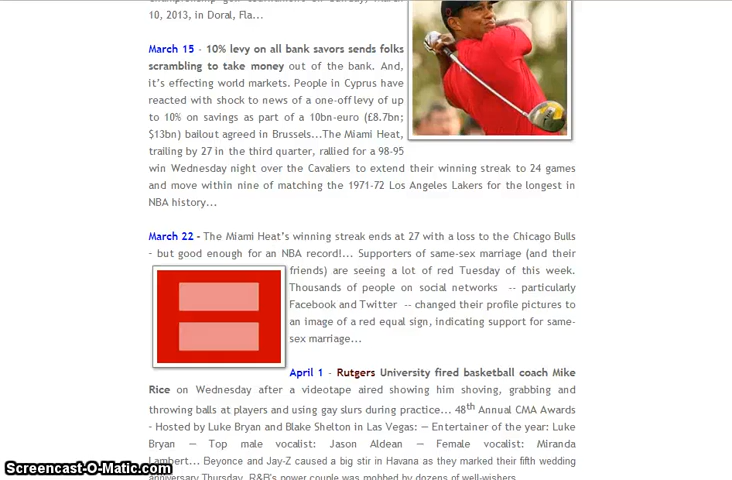 championship golf tournament on Sunday, March
10, 2013, in Doral, Fla...
March 15 - 10% levy on all bank savors sends folks
scrambling to take money out of the bank. And,
it's effecting world markets. People in Cyprus have
reacted with shock to news of a one-off levy of up
to 10% on savings as part of a 10bn-euro (£8.7bn;
$13bn) bailout agreed in Brussels...The Miami Heat,
trailing by 27 in the third quarter, rallied for a 98-95
win Wednesday night over the Cavaliers to extend their winning streak to 24 games
and move within nine of matching the 1971-72 Los Angeles Lakers for the longest in
NBA history...
March 22 - The Miami Heat's winning streak ends at 27 with a loss to the Chicago Bulls
- but good enough for an NBA record!... Supporters of same-sex marriage (and their
friends) are seeing a lot of red Tuesday of this week.
Thousands of people on social networks -- particularly
Facebook and Twitter -- changed their profile pictures to
an image of a red equal sign, indicating support for same-
sex marriage...
April 1 - Rutgers University fired basketball coach Mike
Rice on Wednesday after a videotape aired showing him shoving, grabbing and
throwing balls at players and using gay slurs during practice... 48th Annual CMA Awards
- Hosted by Luke Bryan and Blake Shelton in Las Vegas: — Entertainer of the year: Luke
Bryan — Top male vocalist: Jason Aldean — Female vocalist: Miranda
Lambert... Beyonce and Jay-Z caused a big stir in Havana as they marked their fifth wedding
anniversary Thursday. R&B's power couple was mobbed by dozens of well-wishers
Screencast-O-Matic.com